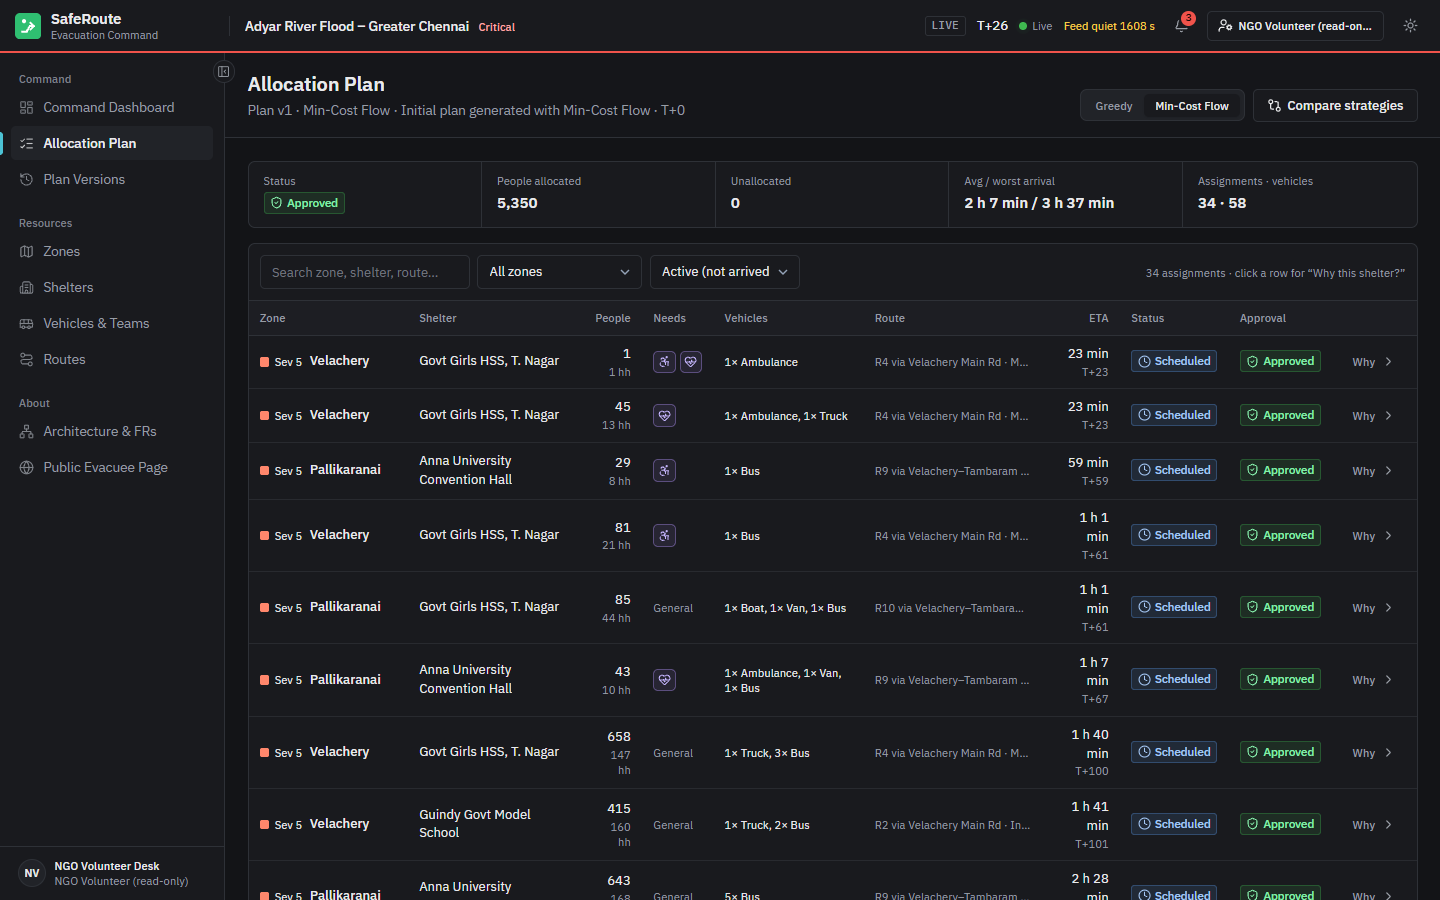 SafeRoute
Evacuation Command
Adyar River Flood – Greater Chennai Critical
LIVE T+26 Live Feed quiet 1608 s 3 NGO Volunteer (read-on...
Command
Command Dashboard
Allocation Plan
Plan Versions
Resources
Zones
Shelters
Vehicles & Teams
Routes
About
Architecture & FRs
Public Evacuee Page
NV
NGO Volunteer Desk
NGO Volunteer (read-only)
Allocation Plan
Plan v1 · Min-Cost Flow · Initial plan generated with Min-Cost Flow · T+0
Greedy Min-Cost Flow Compare strategies
Status People allocated Unallocated Avg / worst arrival Assignments · vehicles
Approved 5,350 0 2 h 7 min / 3 h 37 min 34 · 58
Search zone, shelter, route... All zones Active (not arrived 34 assignments · click a row for “Why this shelter?”
Zone Shelter People Needs Vehicles Route ETA Status Approval
Sev 5 Velachery Govt Girls HSS, T. Nagar 1 1× Ambulance R4 via Velachery Main Rd · M... 23 min Scheduled Approved Why
1 hh T+23
Sev 5 Velachery Govt Girls HSS, T. Nagar 45 1× Ambulance, 1× Truck R4 via Velachery Main Rd · M... 23 min Scheduled Approved Why
13 hh T+23
Sev 5 Pallikaranai Anna University 29 1× Bus R9 via Velachery–Tambaram ... 59 min Scheduled Approved Why
Convention Hall 8 hh T+59
Sev 5 Velachery Govt Girls HSS, T. Nagar 81 1× Bus R4 via Velachery Main Rd · M... 1 h 1 Scheduled Approved Why
21 hh min
T+61
Sev 5 Pallikaranai Govt Girls HSS, T. Nagar 85 General 1× Boat, 1× Van, 1× Bus R10 via Velachery–Tambara... 1 h 1 Scheduled Approved Why
44 hh min
T+61
Sev 5 Pallikaranai Anna University 43 1× Ambulance, 1× Van, R9 via Velachery–Tambaram ... 1 h 7 Scheduled Approved Why
Convention Hall 10 hh 1× Bus min
T+67
Sev 5 Velachery Govt Girls HSS, T. Nagar 658 General 1× Truck, 3× Bus R4 via Velachery Main Rd · M... 1 h 40 Scheduled Approved Why
147 min
hh T+100
Sev 5 Velachery Guindy Govt Model 415 General 1× Truck, 2× Bus R2 via Velachery Main Rd · In... 1 h 41 Scheduled Approved Why
School 160 min
hh T+101
Sev 5 Pallikaranai Anna University 643 General 5× Bus R9 via Velachery–Tambaram ... 2 h 28 Scheduled Approved Why
168 min